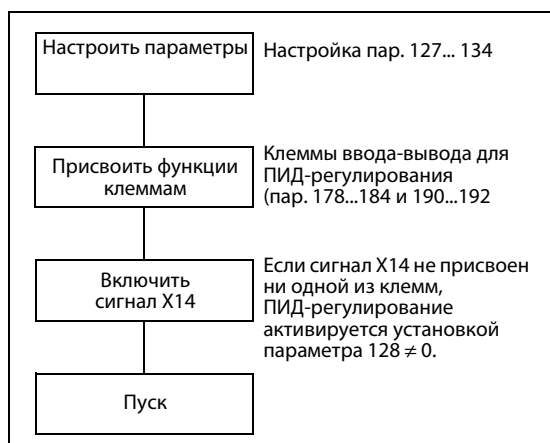 Настроить параметры
Настройка пар. 127... 134
Присвоить функции
клеммам
Клеммы ввода-вывода для
ПИД-регулирования
(пар. 178...184 и 190...192
Включить
сигнал X14
Если сигнал X14 не присвоен
ни одной из клемм,
ПИД-регулирование
активируется установкой
параметра 128 ≠ 0.
Пуск